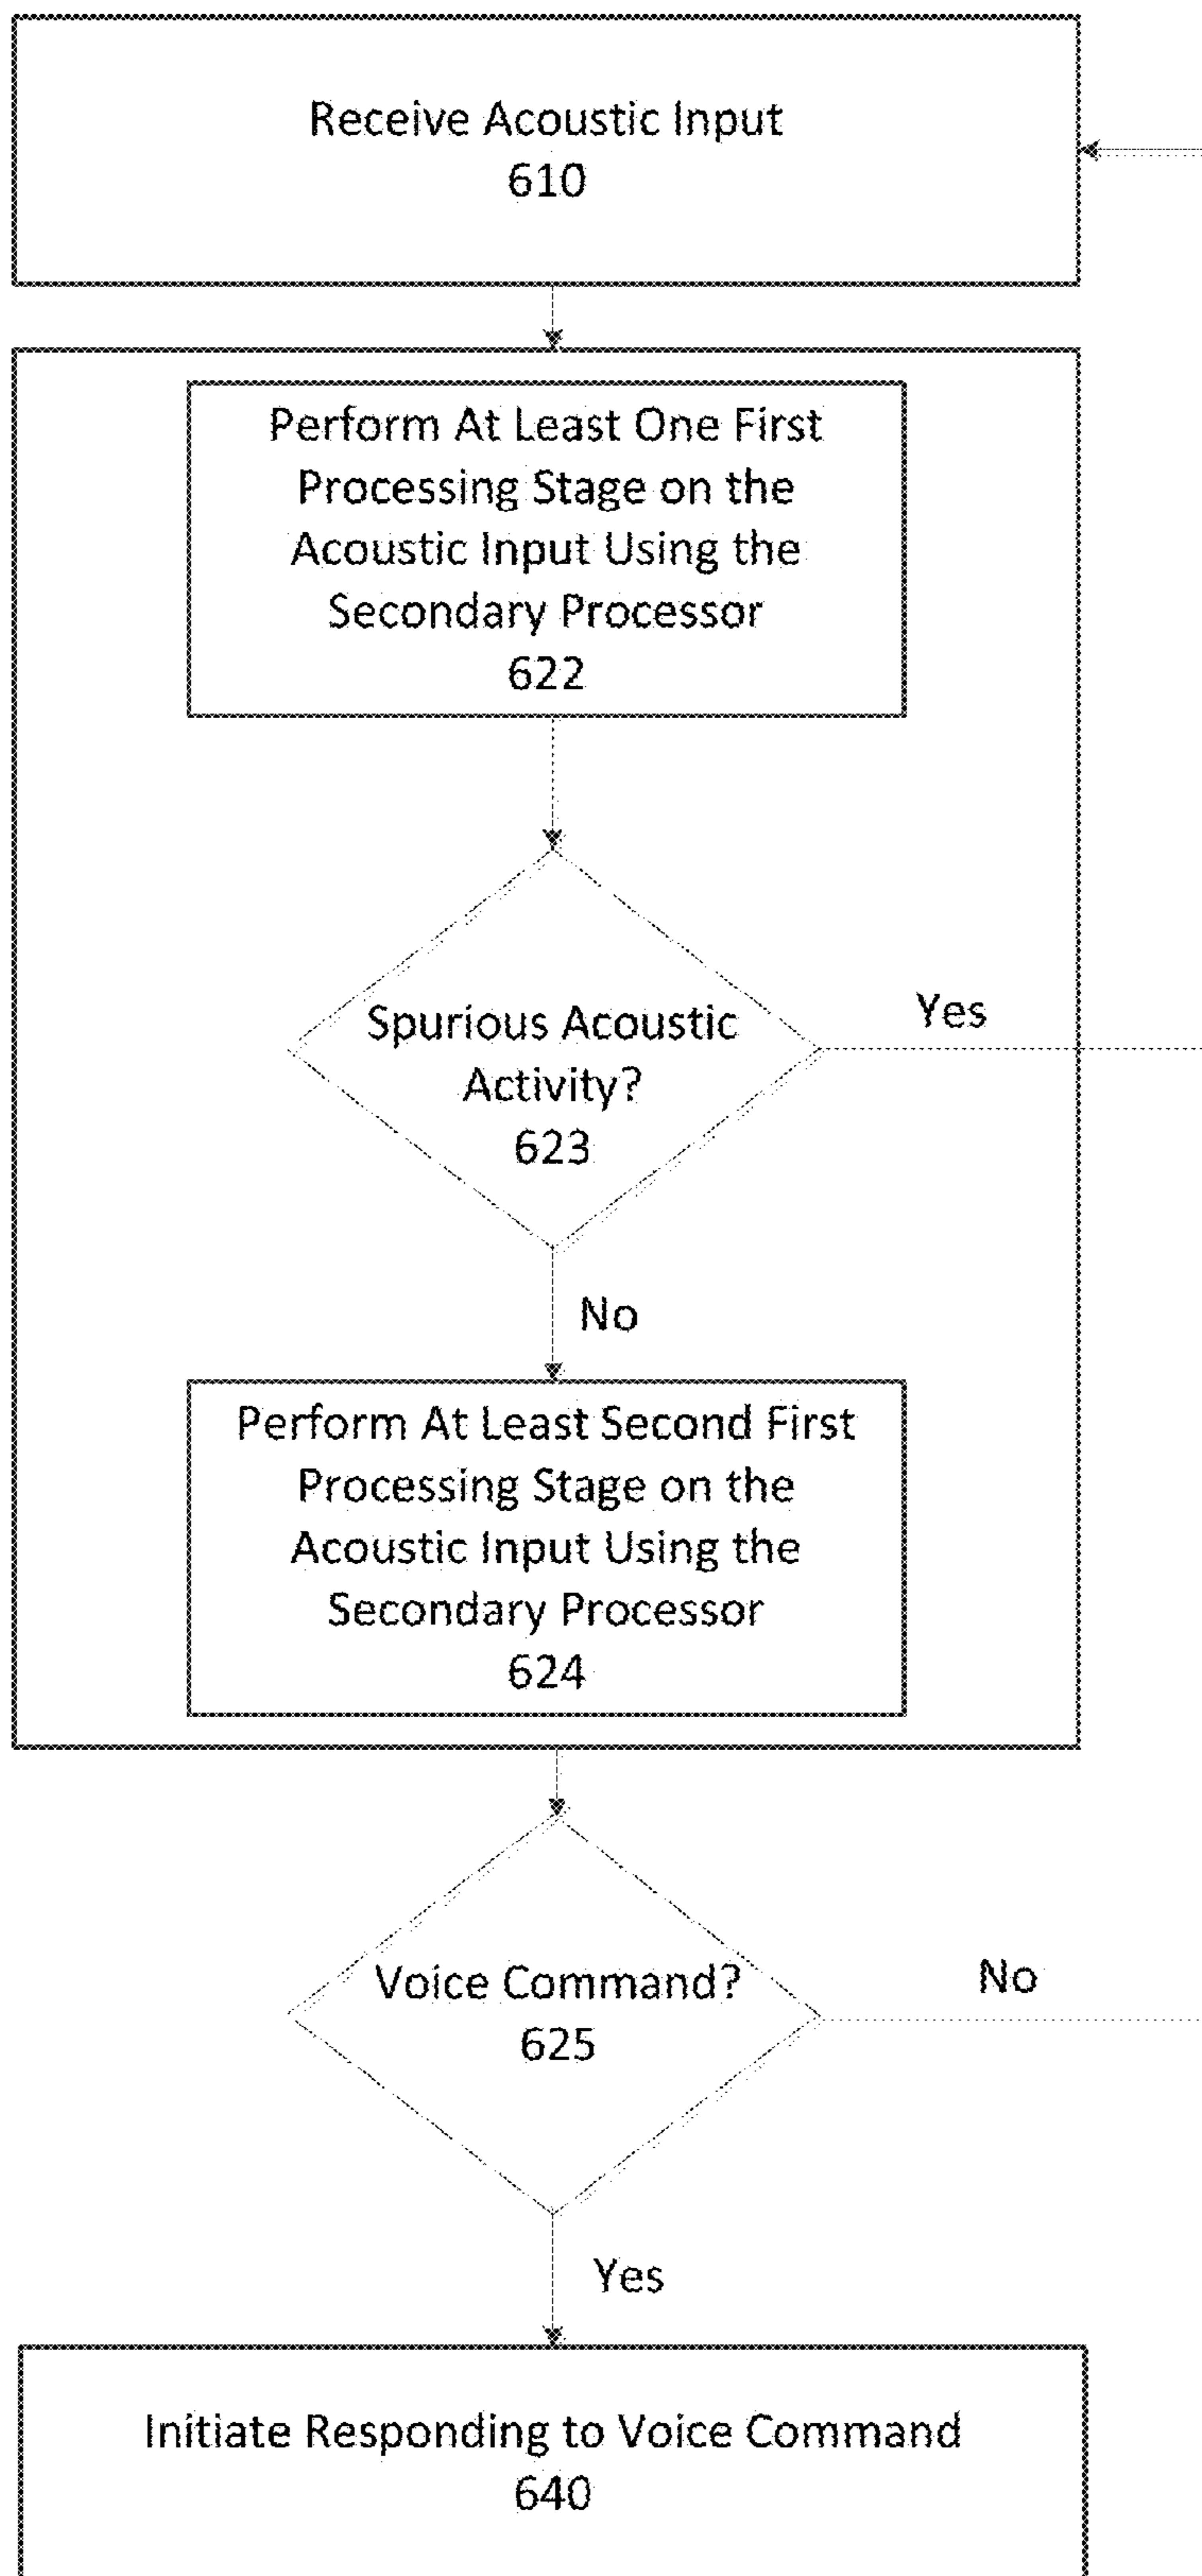 Receive Acoustic Input
610
Perform At Least One First
Processing Stage on the
Acoustic Input Using the
Secondary Processor
622
Spurious Acoustic
Activity?
623
Yes
No
Perform At Least Second First
Processing Stage on the
Acoustic Input Using the
Secondary Processor
624
Voice Command?
625
No
Yes
Initiate Responding to Voice Command
640